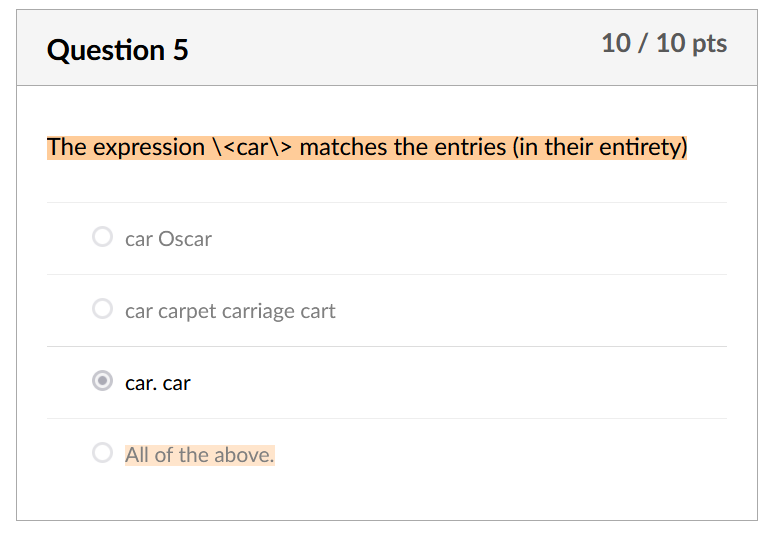 Question 5
10 / 10 pts
The expression \<car\> matches the entries (in their entirety)
car Oscar
car carpet carriage cart
car. car
All of the above.